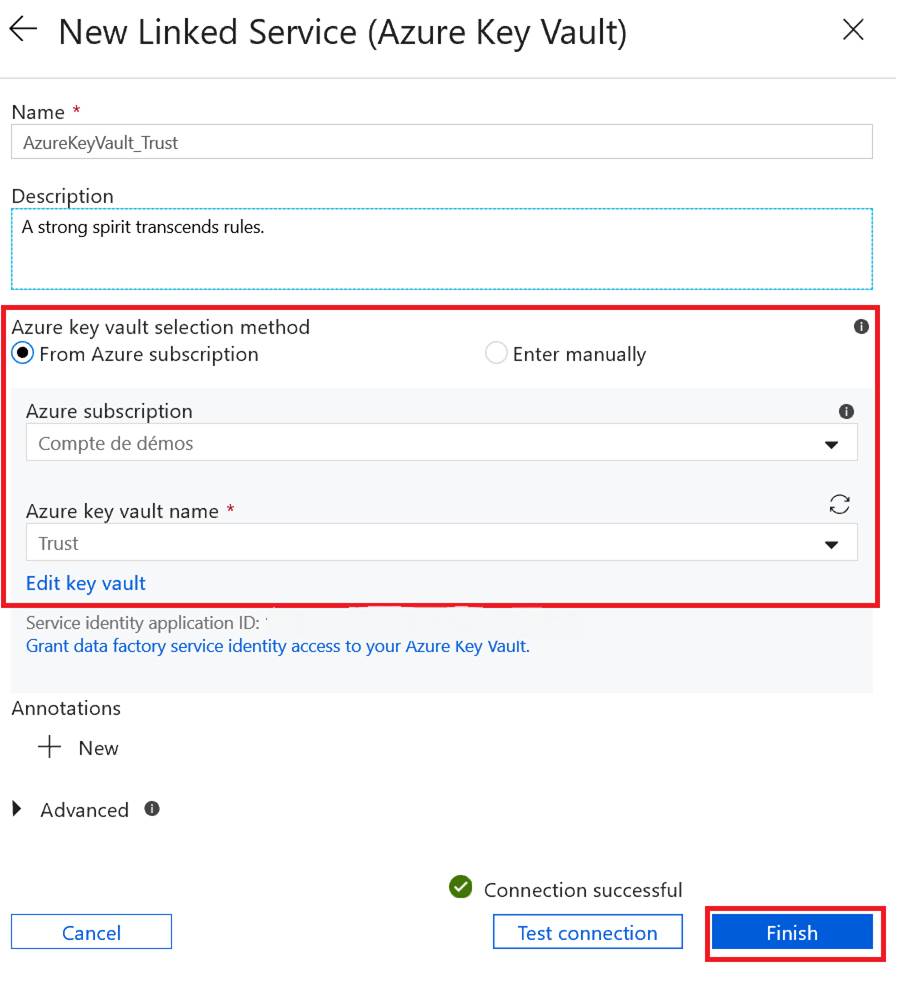 New Linked Service (Azure Key Vault)
Name *
AzureKeyVault_Trust
Description
A strong spirit transcends rules.
Azure key vault selection method
From Azure subscription
Enter manually
Azure subscription
Compte de démos
Azure key vault name *
Trust
Edit key vault
Service identity application ID:
Grant data factory service identity access to your Azure Key Vault.
Annotations
New
Advanced
Connection successful
Cancel
Test connection
Finish